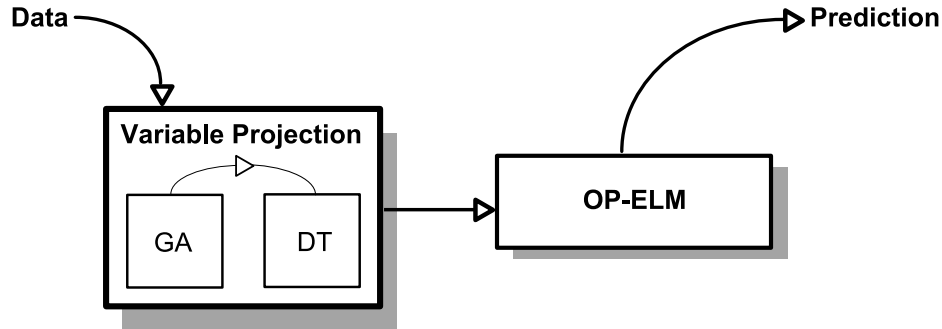 Data
Prediction
Variable Projection
GA
DT
OP-ELM